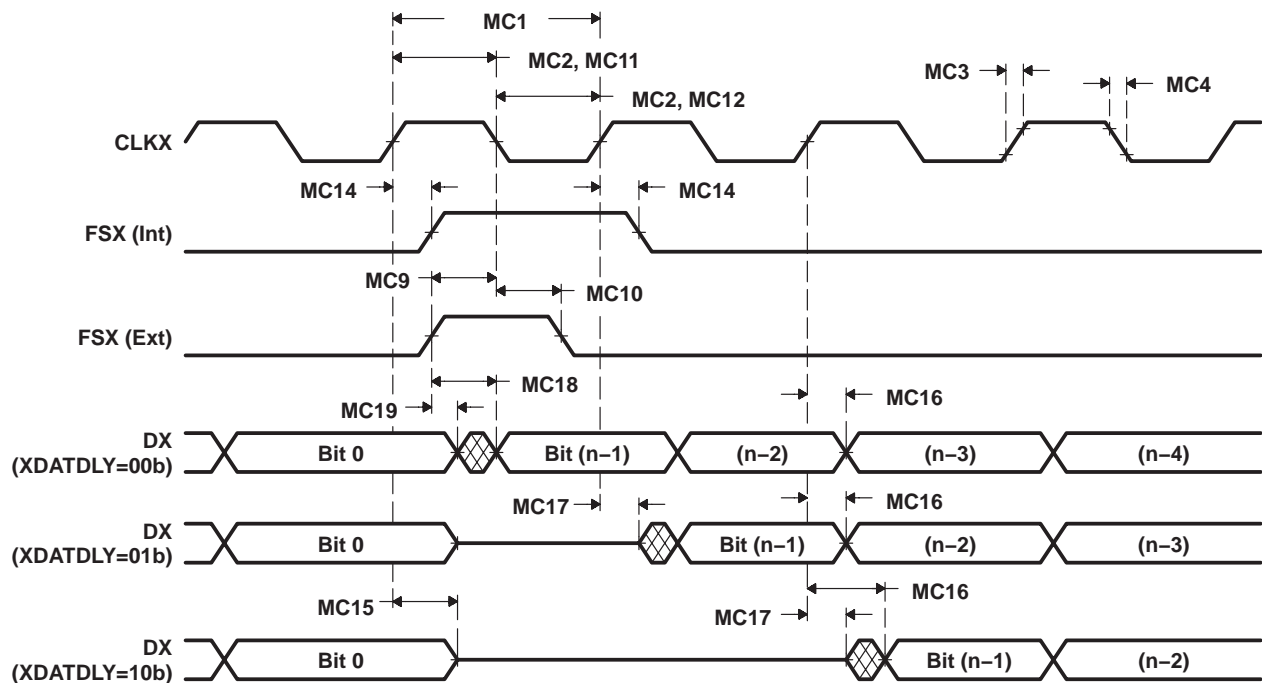 MC1
MC2, MC11
MC3
MC4
MC2, MC12
CLKX
MC14
MC14
FSX (Int)
MC9
MC10
FSX (Ext)
MC18
MC16
MC19
DX
(XDATDLY=00b)
Bit 0
Bit (n−1)
(n−2)
(n−3)
(n−4)
MC17
MC16
DX
(XDATDLY=01b)
Bit 0
Bit (n−1)
(n−2)
(n−3)
MC15
MC17
MC16
DX
(XDATDLY=10b)
Bit 0
Bit (n−1)
(n−2)